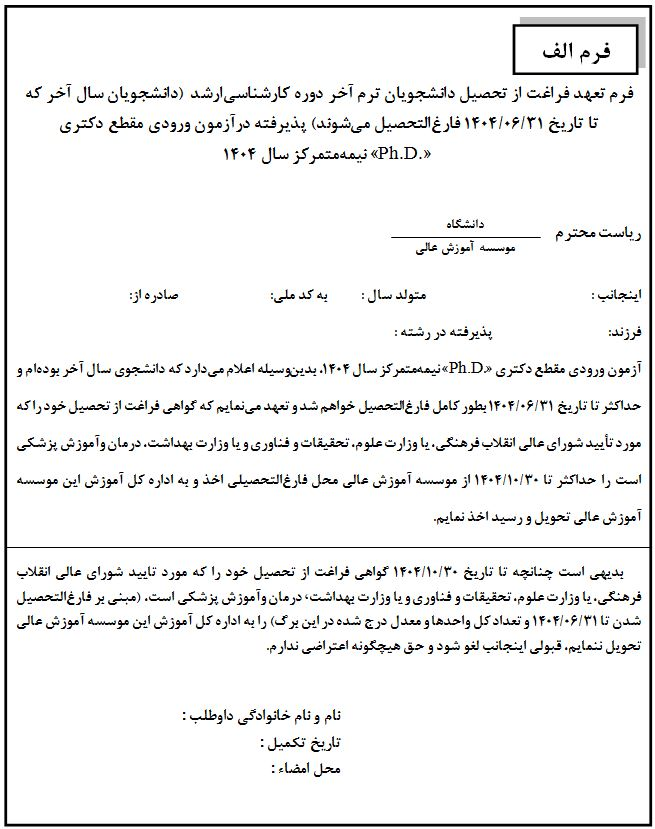 فرم الف
فرم تعهد فراغت از تحصیل دانشجویان ترم آخر دوره کارشناسی‌ارشد (دانشجویان سال آخر که
تا تاریخ ۱۴۰۴/۰۶/۳۱ فارغ‌التحصیل می‌شوند) پذیرفته درآزمون ورودی مقطع دکتری
«Ph.D.» نیمه‌متمرکز سال ۱۴۰۴
دانشگاه
ریاست محترم
موسسه آموزش عالی
اینجانب : متولد سال : به کد ملی: صادره از:
فرزند: پذیرفته در رشته :
آزمون ورودی مقطع دکتری «Ph.D.» نیمه‌متمرکز سال ۱۴۰۴، بدین‌وسیله اعلام می‌دارد که دانشجوی سال آخر بوده‌ام و
حداکثر تا تاریخ ۱۴۰۴/۰۶/۳۱ بطور کامل فارغ‌التحصیل خواهم شد و تعهد می‌نمایم که گواهی فراغت از تحصیل خود را که
مورد تأیید شورای عالی انقلاب فرهنگی، یا وزارت علوم، تحقیقات و فناوری و یا وزارت بهداشت، درمان وآموزش پزشکی
است را حداکثر تا ۱۴۰۴/۱۰/۳۰ از موسسه آموزش عالی محل فارغ‌التحصیلی اخذ و به اداره کل آموزش این موسسه
آموزش عالی تحویل و رسید اخذ نمایم.
بدیهی است چنانچه تا تاریخ ۱۴۰۴/۱۰/۳۰ گواهی فراغت از تحصیل خود را که مورد تایید شورای عالی انقلاب
فرهنگی، یا وزارت علوم، تحقیقات و فناوری و یا وزارت بهداشت، درمان وآموزش پزشکی است، (مبنی بر فارغ‌التحصیل
شدن تا ۱۴۰۴/۰۶/۳۱ و تعداد کل واحدها و معدل درج شده در این برگ) را به اداره کل آموزش این موسسه آموزش عالی
تحویل ننمایم، قبولی اینجانب لغو شود و حق هیچگونه اعتراضی ندارم.
نام و نام خانوادگی داوطلب :
تاریخ تکمیل :
محل امضاء :